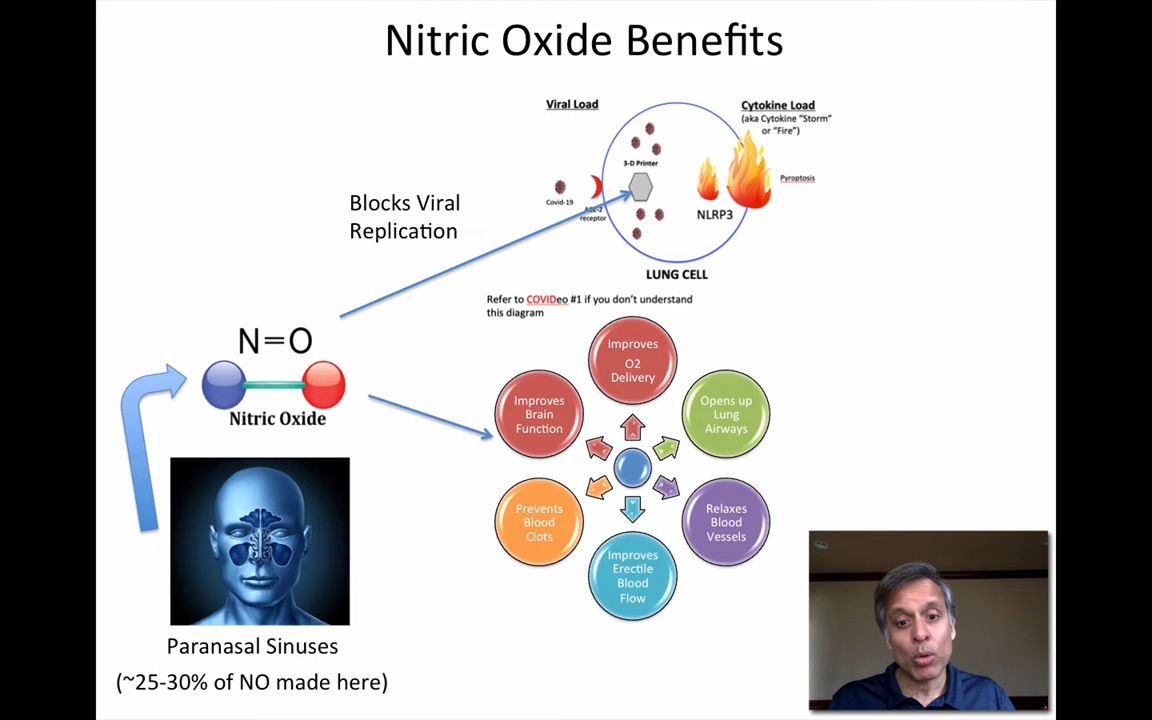 Nitric Oxide Benefits
Viral Load
Cytokine Load
(aka Cytokine "Storm"
or "Fire")
3-D Printer
Pyroptosis
Covid-19
ACE-2
receptor
NLRP3
LUNG CELL
Blocks Viral
Replication
Refer to COVIDeo #1 if you don't understand
this diagram
N=O
Nitric Oxide
Improves
O2
Delivery
Improves
Brain
Function
Opens up
Lung
Airways
Prevents
Blood
Clots
Relaxes
Blood
Vessels
Improves
Erectile
Blood
Flow
Paranasal Sinuses
(~25-30% of NO made here)